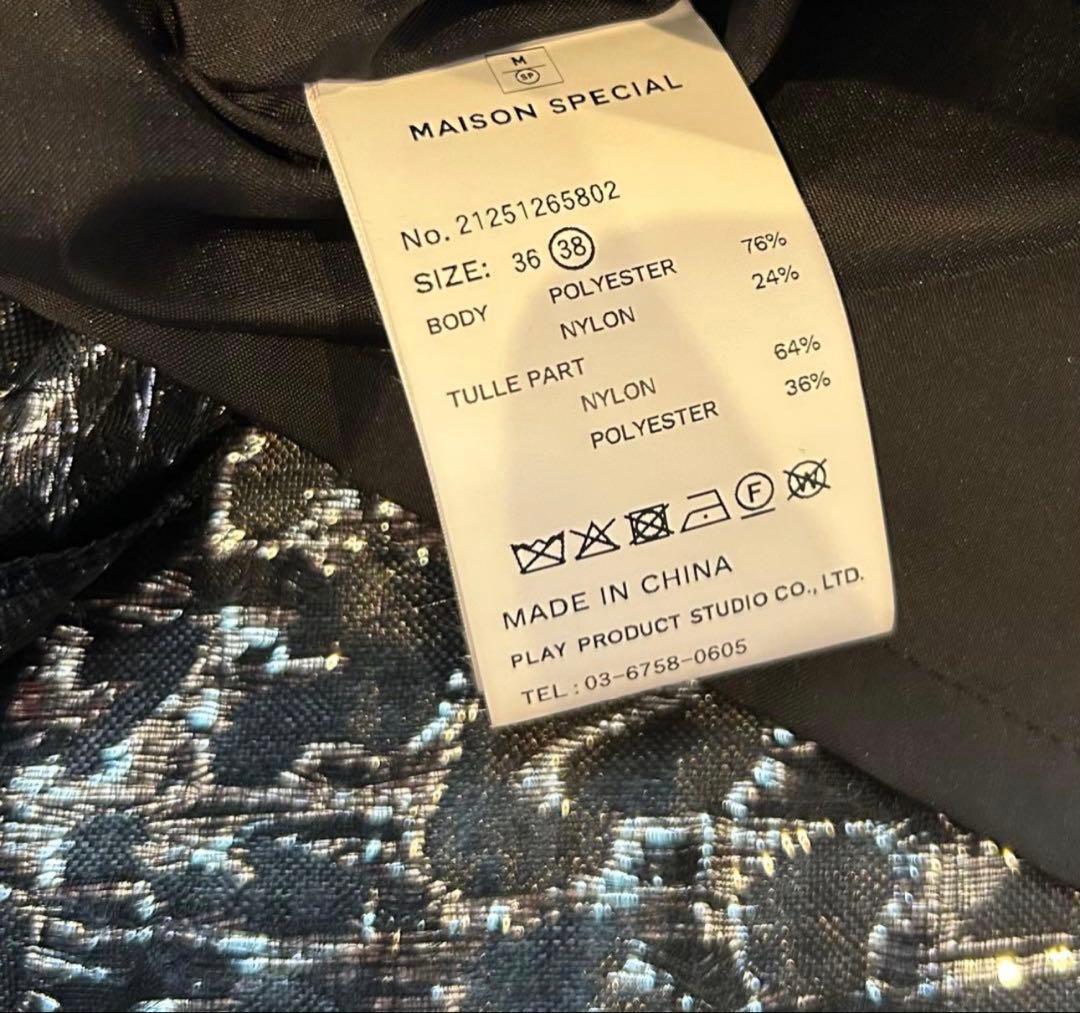 M
SP
MAISON SPECIAL
No. 21251265802
SIZE: 36 38
BODY POLYESTER 76%
NYLON 24%
TULLE PART
NYLON 64%
POLYESTER 36%
F W
MADE IN CHINA
PLAY PRODUCT STUDIO CO., LTD.
TEL : 03-6758-0605